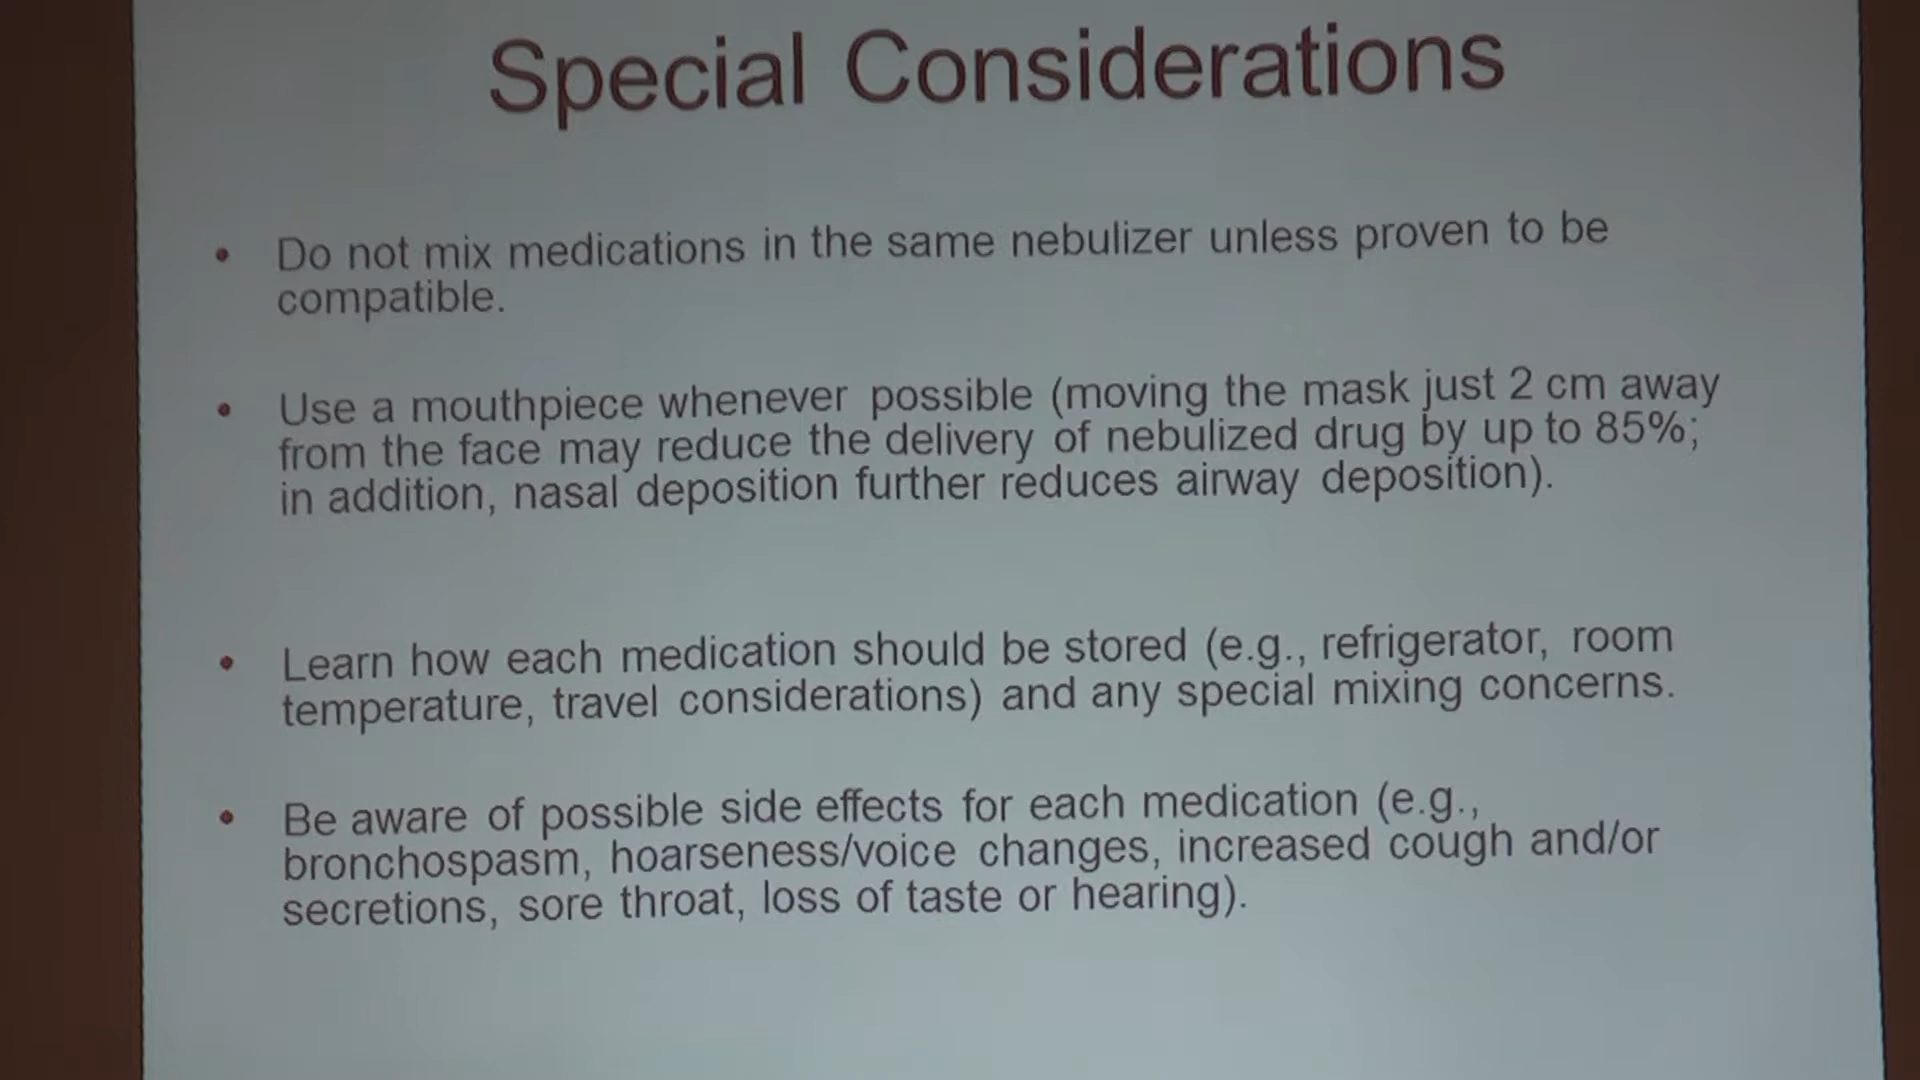 Special Considerations
• Do not mix medications in the same nebulizer unless proven to be
compatible.
• Use a mouthpiece whenever possible (moving the mask just 2 cm away
from the face may reduce the delivery of nebulized drug by up to 85%;
in addition, nasal deposition further reduces airway deposition).
• Learn how each medication should be stored (e.g., refrigerator, room
temperature, travel considerations) and any special mixing concerns.
• Be aware of possible side effects for each medication (e.g.,
bronchospasm, hoarseness/voice changes, increased cough and/or
secretions, sore throat, loss of taste or hearing).